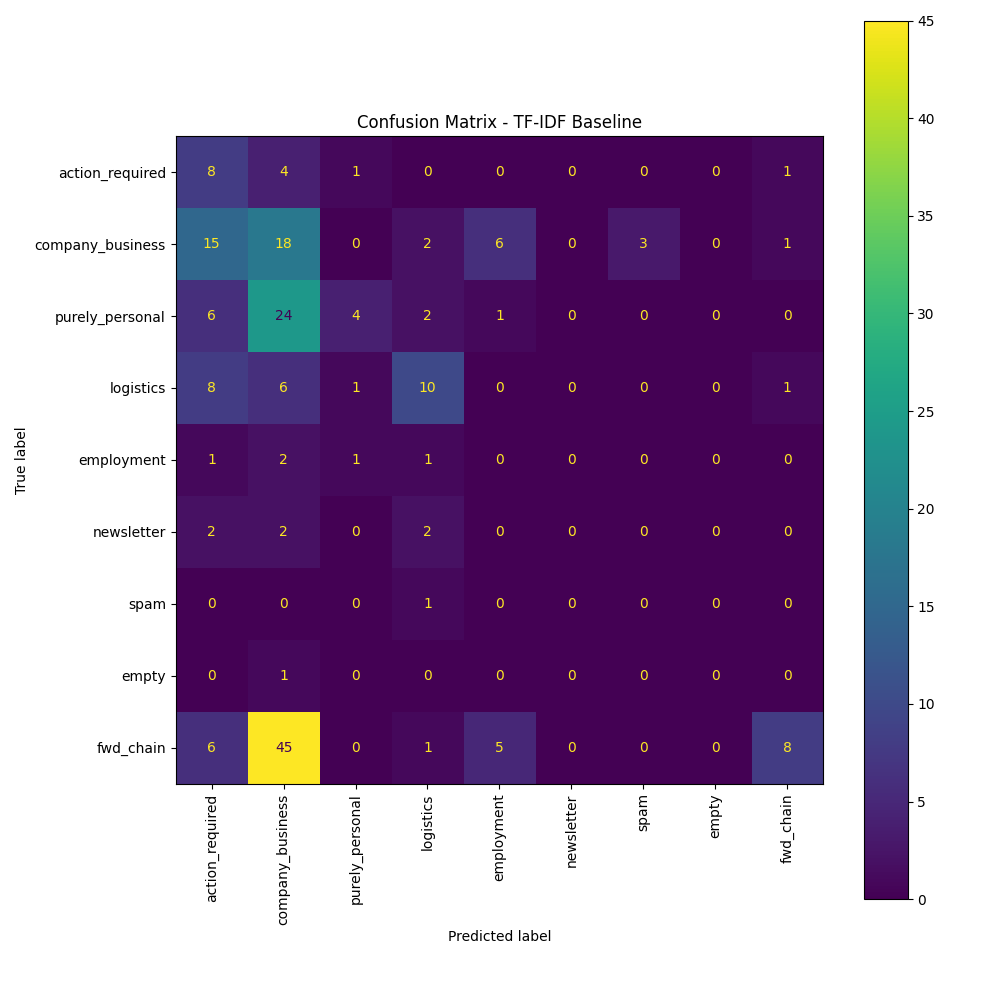 Confusion Matrix - TF-IDF Baseline
True label
action_required 8 4 1 0 0 0 0 0 1
company_business 15 18 0 2 6 0 3 0 1
purely_personal 6 24 4 2 1 0 0 0 0
logistics 8 6 1 10 0 0 0 0 1
employment 1 2 1 1 0 0 0 0 0
newsletter 2 2 0 2 0 0 0 0 0
spam 0 0 0 1 0 0 0 0 0
empty 0 1 0 0 0 0 0 0 0
fwd_chain 6 45 0 1 5 0 0 0 8
action_required company_business purely_personal logistics employment newsletter spam empty fwd_chain
Predicted label
45
40
35
30
25
20
15
10
5
0